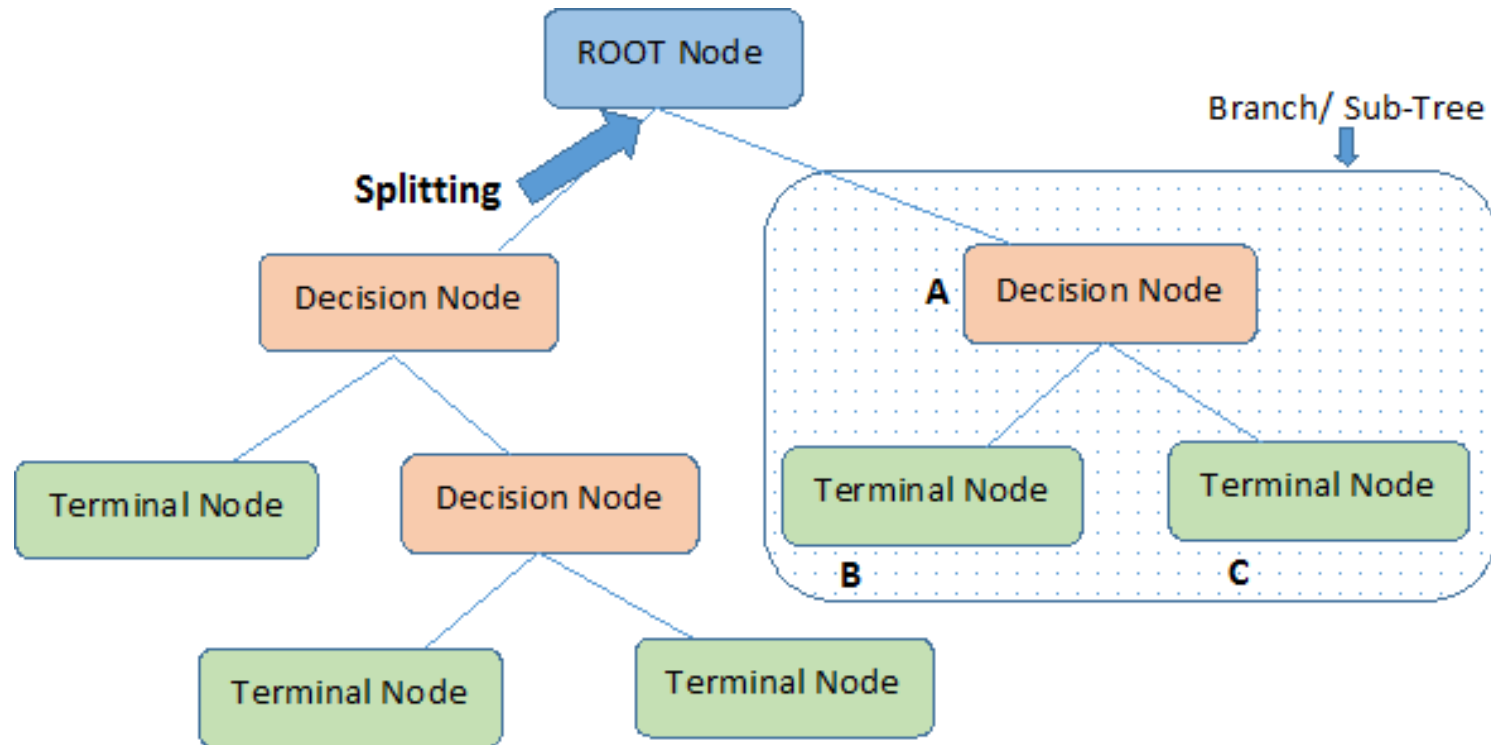 ROOT Node
Branch/ Sub-Tree
Splitting
Decision Node
A
Decision Node
Terminal Node
Decision Node
Terminal Node
Terminal Node
B
C
Terminal Node
Terminal Node